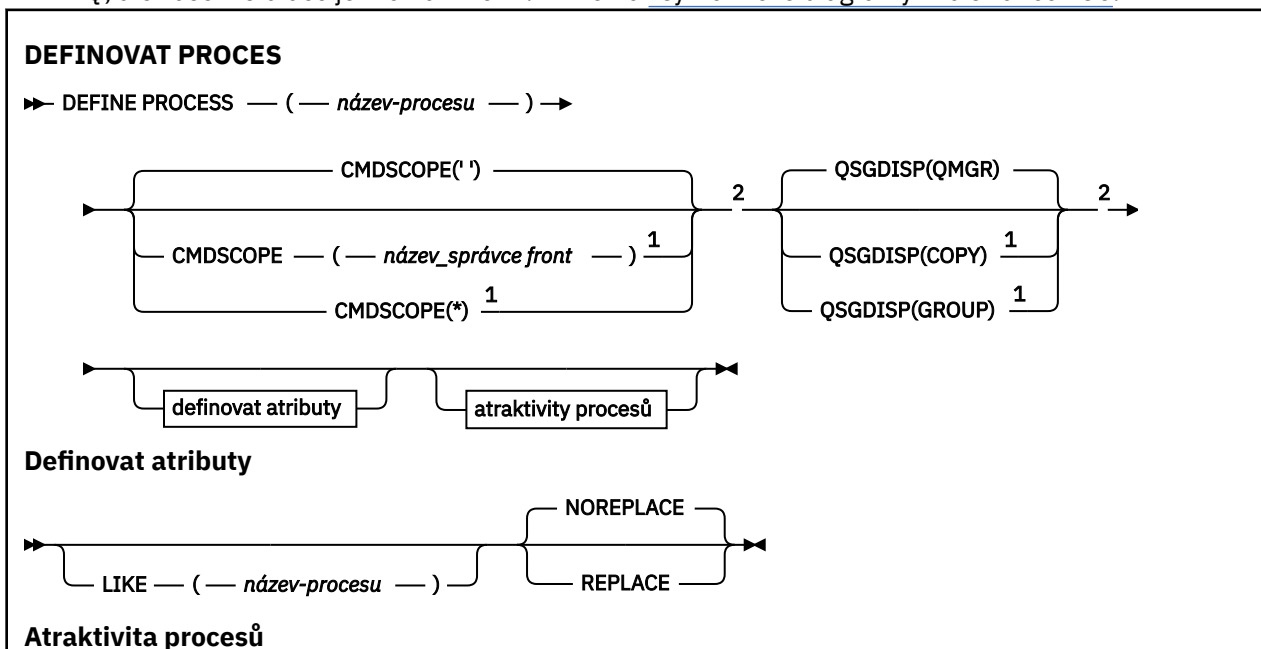 DEFINOVAT PROCES
DEFINE PROCESS ( název-procesu )
CMDSCOPE(' ')
CMDSCOPE ( název_správce front ) 1
CMDSCOPE(*) 1
2
QSGDISP(QMGR)
QSGDISP(COPY) 1
QSGDISP(GROUP) 1
2
definovat atributy
atraktivity procesů
Definovat atributy
LIKE ( název-procesu )
NOREPLACE
REPLACE
Atraktivita procesů